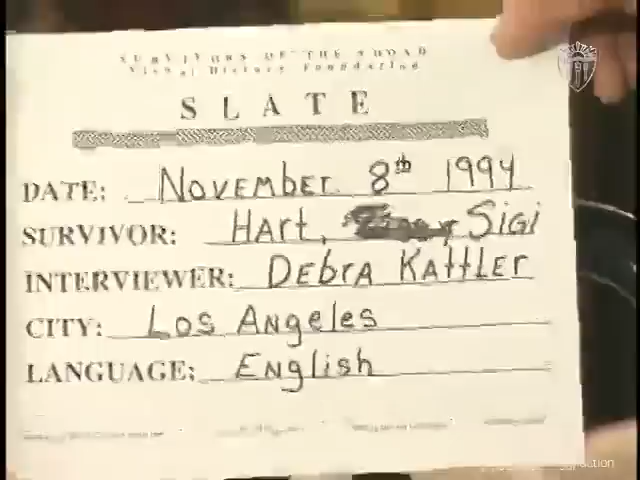 SURVIVORS OF THE SHOAH
Visual History Foundation
SLATE
DATE: NOVEMBER 8th 1994
SURVIVOR: HART, SIGI
INTERVIEWER: DEbRA KAttLER
CITY: Los Angeles
LANGUAGE: English